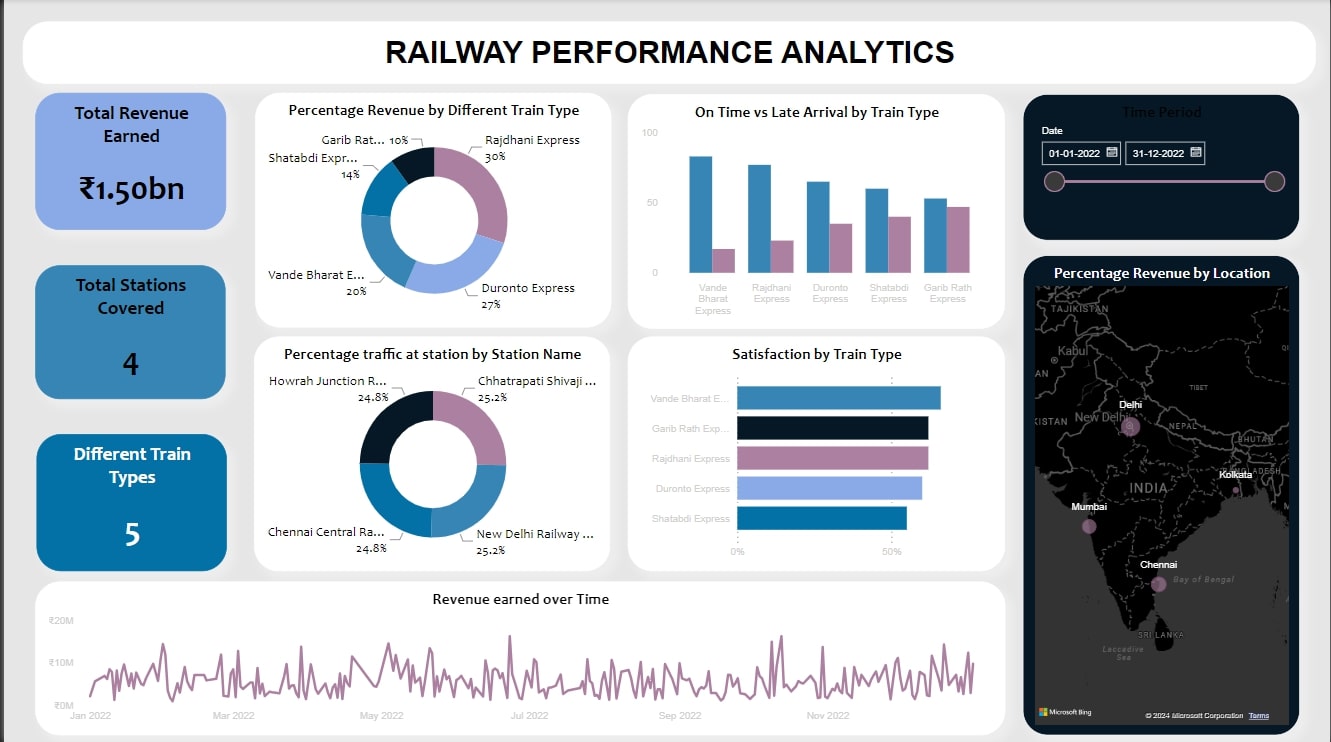 RAILWAY PERFORMANCE ANALYTICS
Total Revenue
Earned
₹1.50bn
Total Stations
Covered
4
Different Train
Types
5
Percentage Revenue by Different Train Type
Garib Rat... 10%
Rajdhani Express
30%
Shatabdi Expr...
14%
Vande Bharat E...
20%
Duronto Express
27%
On Time vs Late Arrival by Train Type
100
50
0
Vande
Bharat
Express
Rajdhani
Express
Duronto
Express
Shatabdi
Express
Garib Rath
Express
Time Period
Date
01-01-2022
31-12-2022
Percentage traffic at station by Station Name
Howrah Junction R...
24.8%
Chhatrapati Shivaji ...
25.2%
Chennai Central Ra...
24.8%
New Delhi Railway ...
25.2%
Satisfaction by Train Type
Vande Bharat E...
Garib Rath Exp...
Rajdhani Express
Duronto Express
Shatabdi Express
0%
50%
Percentage Revenue by Location
TAJIKISTAN
Kabul
AN
TIBET
Delhi
New Delhi
KISTAN
NEPAL
BHUTAN
Kolkata
INDIA
Mumbai
Chennai
Bay of Bengal
SRI LANKA
Laccadive
Sea
Microsoft Bing
© 2024 Microsoft Corporation
Terms
Revenue earned over Time
₹20M
₹10M
₹0M
Jan 2022
Mar 2022
May 2022
Jul 2022
Sep 2022
Nov 2022